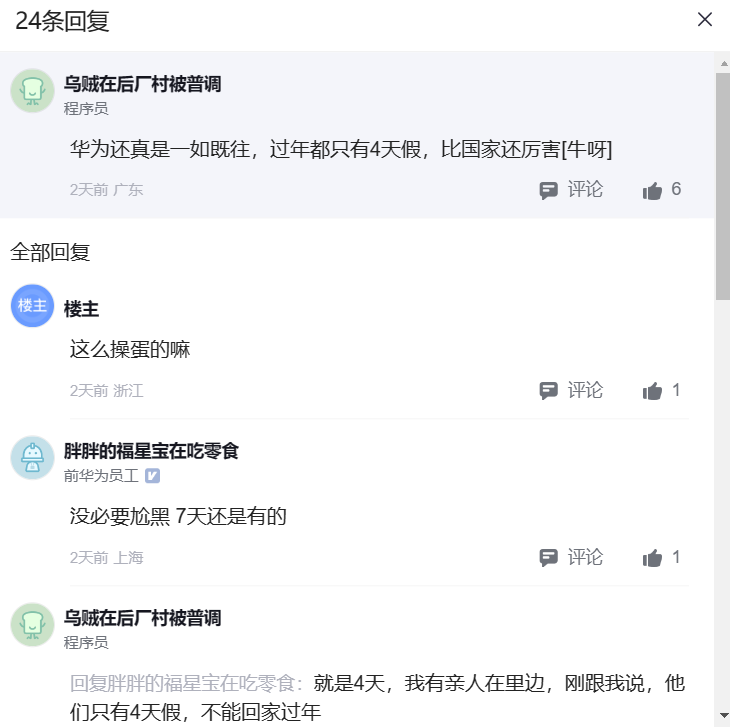 24条回复
乌贼在后厂村被普调
程序员
华为还真是一如既往，过年都只有4天假，比国家还厉害[牛呀]
2天前 广东
评论 6
全部回复
楼主
楼主
这么操蛋的嘛
2天前 浙江
评论 1
胖胖的福星宝在吃零食
前华为员工
没必要尬黑 7天还是有的
2天前 上海
评论 1
乌贼在后厂村被普调
程序员
回复胖胖的福星宝在吃零食：就是4天，我有亲人在里边，刚跟我说，他
们只有4天假，不能回家过年